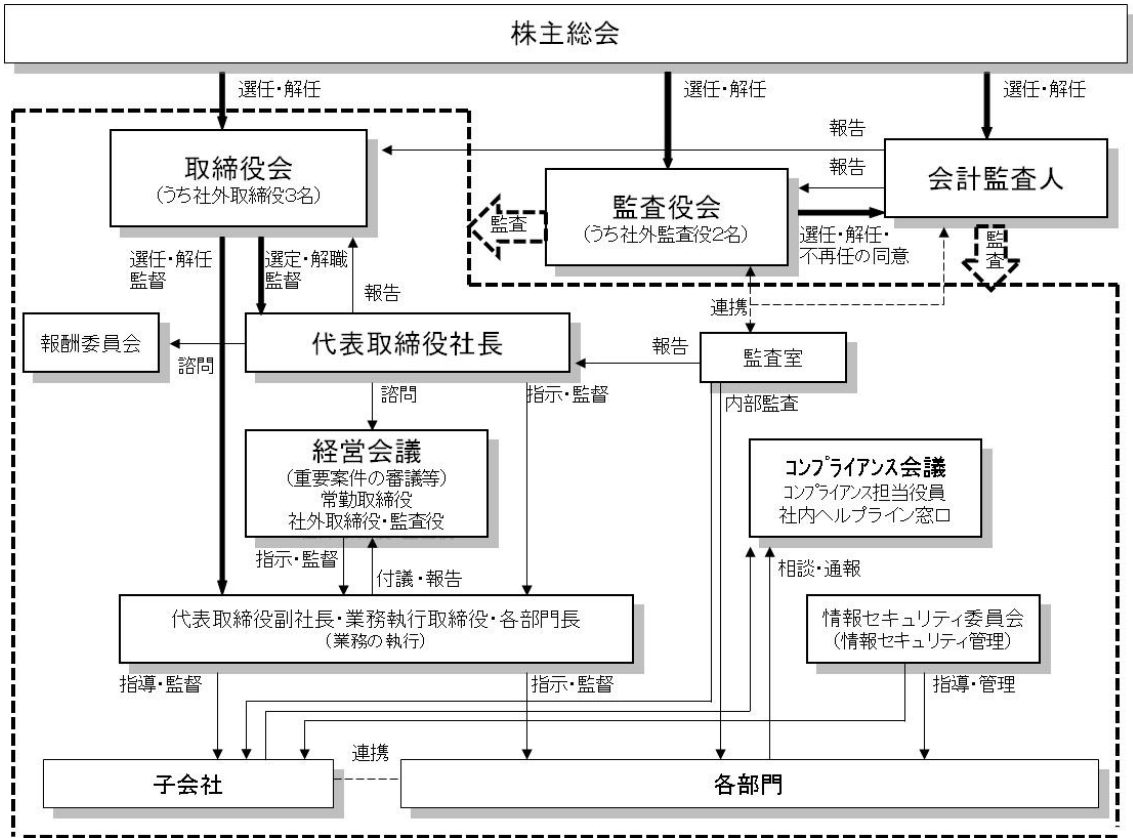 株主総会
選任・解任
選任・解任
選任・解任
取締役会
(うち社外取締役3名)
報告
報告
会計監査人
監査役会
(うち社外監査役2名)
監査
選任・解任・
不再任の同意
監
査
選任・解任
監督
選定・解職
監督
報告
連携
報酬委員会
諮問
代表取締役社長
報告
監査室
諮問
指示・監督
内部監査
経営会議
(重要案件の審議等)
常勤取締役
社外取締役・監査役
コンプライアンス会議
コンプライアンス担当役員
社内ヘルプライン窓口
指示・監督
付議・報告
相談・通報
代表取締役副社長・業務執行取締役・各部門長
(業務の執行)
情報セキュリティ委員会
(情報セキュリティ管理)
指導・監督
指示・監督
指導・管理
子会社
連携
各部門